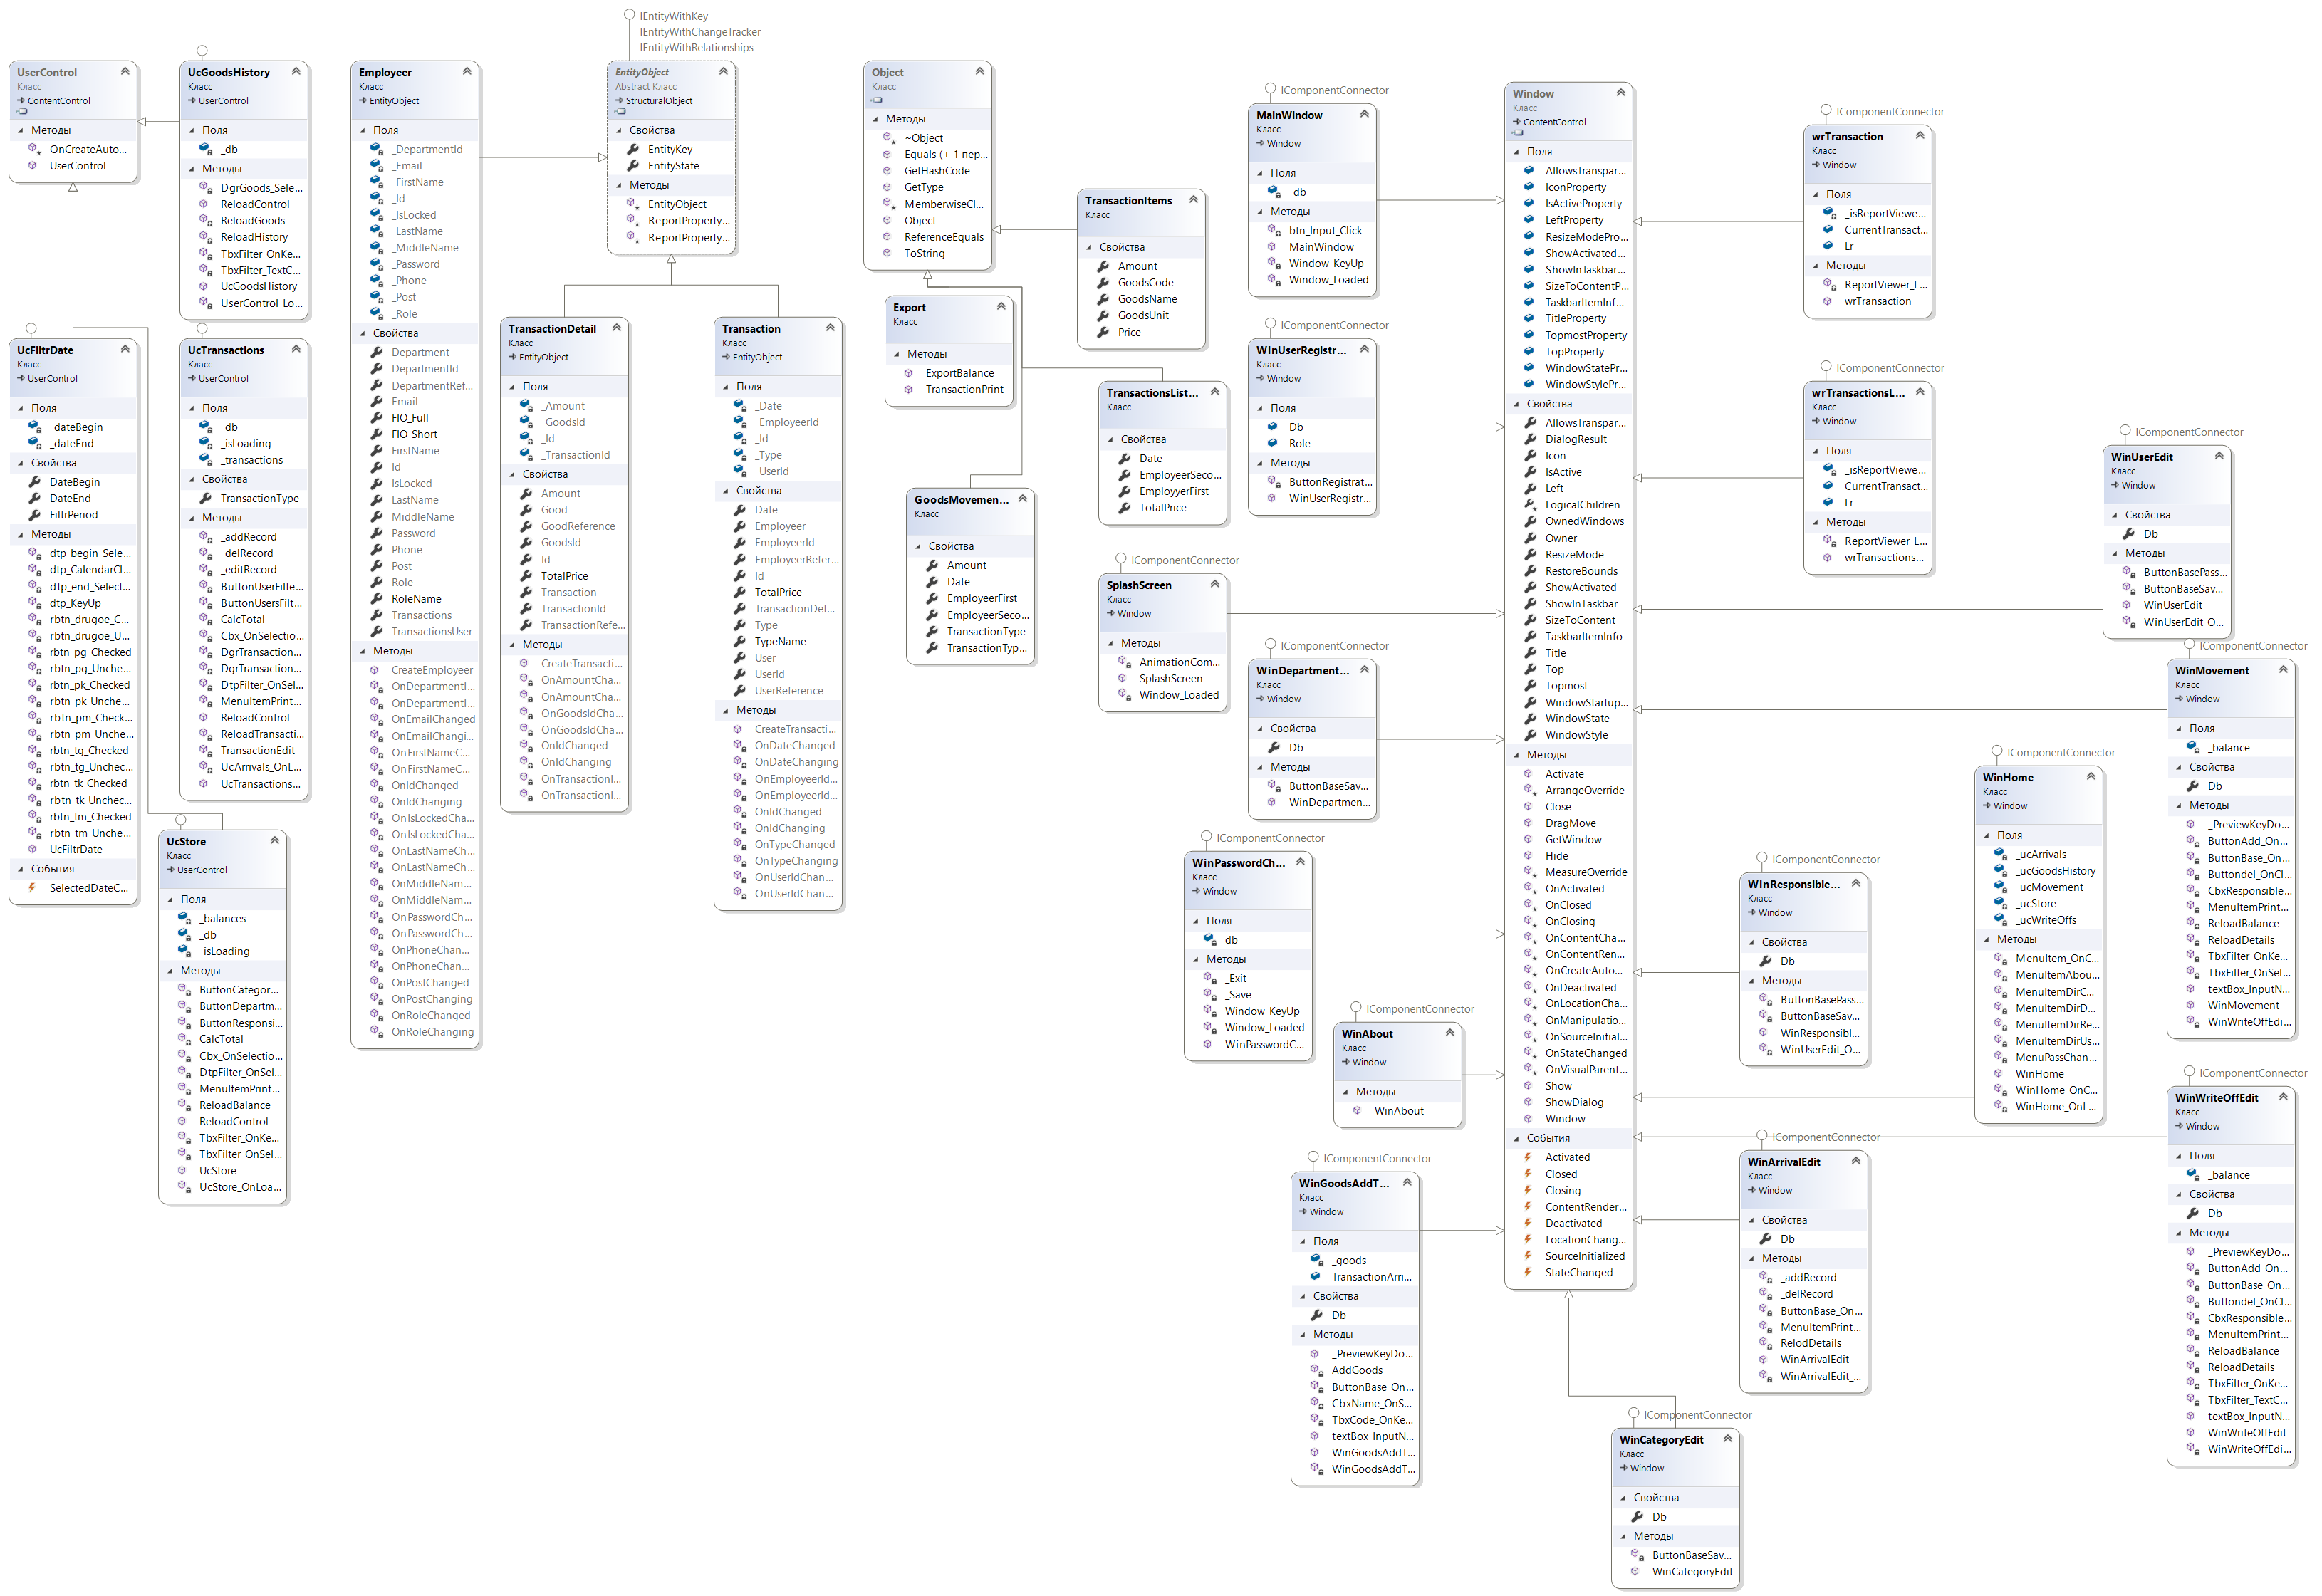 UserControl
Класс
ContentControl
Методы
OnCreateAuto...
UserControl
UcGoodsHistory
Класс
UserControl
Поля
_db
Методы
DgrGoods_Sele...
ReloadControl
ReloadGoods
ReloadHistory
TbxFilter_OnKe...
TbxFilter_TextC...
UcGoodsHistory
UserControl_Lo...
UcFiltrDate
Класс
UserControl
Поля
_dateBegin
_dateEnd
Свойства
DateBegin
DateEnd
FiltrPeriod
Методы
dtp_begin_Sele...
dtp_CalendarCl...
dtp_end_Select...
dtp_KeyUp
rbtn_drugoe_C...
rbtn_drugoe_U...
rbtn_pg_Checked
rbtn_pg_Unche...
rbtn_pk_Checked
rbtn_pk_Unche...
rbtn_pm_Check...
rbtn_pm_Unche...
rbtn_tg_Checked
rbtn_tg_Unchec...
rbtn_tk_Checked
rbtn_tk_Unchec...
rbtn_tm_Checked
rbtn_tm_Unche...
UcFiltrDate
События
SelectedDateC...
UcTransactions
Класс
UserControl
Поля
_db
_isLoading
_transactions
Свойства
TransactionType
Методы
_addRecord
_delRecord
_editRecord
ButtonUserFilte...
ButtonUsersFilt...
CalcTotal
Cbx_OnSelectio...
DgrTransaction...
DgrTransaction...
DtpFilter_OnSel...
MenuItemPrint...
ReloadControl
ReloadTransacti...
TransactionEdit
UcArrivals_OnL...
UcTransactions...
UcStore
Класс
UserControl
Поля
_balances
_db
_isLoading
Методы
ButtonCategor...
ButtonDepartm...
ButtonResponsi...
CalcTotal
Cbx_OnSelectio...
DtpFilter_OnSel...
MenuItemPrint...
ReloadBalance
ReloadControl
TbxFilter_OnKe...
TbxFilter_OnSel...
UcStore
UcStore_OnLoa...
Employeer
Класс
EntityObject
Поля
_DepartmentId
_Email
_FirstName
_Id
_IsLocked
_LastName
_MiddleName
_Password
_Phone
_Post
_Role
Свойства
Department
DepartmentId
DepartmentRef...
Email
FIO_Full
FIO_Short
FirstName
Id
IsLocked
LastName
MiddleName
Password
Phone
Post
Role
RoleName
Transactions
TransactionsUser
Методы
CreateEmployeer
OnDepartmentI...
OnDepartmentI...
OnEmailChanged
OnEmailChangi...
OnFirstNameC...
OnFirstNameC...
OnIdChanged
OnIdChanging
OnIsLockedCha...
OnIsLockedCha...
OnLastNameCh...
OnLastNameCh...
OnMiddleNam...
OnMiddleNam...
OnPasswordCh...
OnPasswordCh...
OnPhoneChan...
OnPhoneChan...
OnPostChanged
OnPostChanging
OnRoleChanged
OnRoleChanging
IEntityWithKey
IEntityWithChangeTracker
IEntityWithRelationships
EntityObject
Abstract Класс
StructuralObject
Свойства
EntityKey
EntityState
Методы
EntityObject
ReportProperty...
ReportProperty...
TransactionDetail
Класс
EntityObject
Поля
_Amount
_GoodsId
_Id
_TransactionId
Свойства
Amount
Good
GoodReference
GoodsId
Id
TotalPrice
Transaction
TransactionId
TransactionRefe...
Методы
CreateTransacti...
OnAmountCha...
OnAmountCha...
OnGoodsIdCha...
OnGoodsIdCha...
OnIdChanged
OnIdChanging
OnTransactionI...
OnTransactionI...
Transaction
Класс
EntityObject
Поля
_Date
_EmployeerId
_Id
_Type
_UserId
Свойства
Date
Employeer
EmployeerId
EmployeerRefer...
Id
TotalPrice
TransactionDet...
Type
TypeName
User
UserId
UserReference
Методы
CreateTransacti...
OnDateChanged
OnDateChanging
OnEmployeerId...
OnEmployeerId...
OnIdChanged
OnIdChanging
OnTypeChanged
OnTypeChanging
OnUserIdChan...
OnUserIdChan...
Object
Класс
Методы
~Object
Equals (+ 1 пер...
GetHashCode
GetType
MemberwiseCl...
Object
ReferenceEquals
ToString
Export
Класс
Методы
ExportBalance
TransactionPrint
TransactionItems
Класс
Свойства
Amount
GoodsCode
GoodsName
GoodsUnit
Price
TransactionsList...
Класс
Свойства
Date
EmployeerSeco...
EmployyerFirst
TotalPrice
GoodsMovemen...
Класс
Свойства
Amount
Date
EmployeerFirst
EmployeerSeco...
TransactionType
TransactionTyp...
IComponentConnector
MainWindow
Класс
Window
Поля
_db
Методы
btn_Input_Click
MainWindow
Window_KeyUp
Window_Loaded
IComponentConnector
WinUserRegistr...
Класс
Window
Поля
Db
Role
Методы
ButtonRegistrat...
WinUserRegistr...
IComponentConnector
SplashScreen
Класс
Window
Методы
AnimationCom...
SplashScreen
Window_Loaded
IComponentConnector
WinDepartment...
Класс
Window
Свойства
Db
Методы
ButtonBaseSav...
WinDepartmen...
IComponentConnector
WinPasswordCh...
Класс
Window
Поля
db
Методы
_Exit
_Save
Window_KeyUp
Window_Loaded
WinPasswordC...
IComponentConnector
WinAbout
Класс
Window
Методы
WinAbout
IComponentConnector
WinGoodsAddT...
Класс
Window
Поля
_goods
TransactionArri...
Свойства
Db
Методы
_PreviewKeyDo...
AddGoods
ButtonBase_On...
CbxName_OnS...
TbxCode_OnKe...
textBox_InputN...
WinGoodsAddT...
WinGoodsAddT...
Window
Класс
ContentControl
Поля
AllowsTranspar...
IconProperty
IsActiveProperty
LeftProperty
ResizeModePro...
ShowActivated...
ShowInTaskbar...
SizeToContentP...
TaskbarItemInf...
TitleProperty
TopmostProperty
TopProperty
WindowStatePr...
WindowStylePr...
Свойства
AllowsTranspar...
DialogResult
Icon
IsActive
Left
LogicalChildren
OwnedWindows
Owner
ResizeMode
RestoreBounds
ShowActivated
ShowInTaskbar
SizeToContent
TaskbarItemInfo
Title
Top
Topmost
WindowStartup...
WindowState
WindowStyle
Методы
Activate
ArrangeOverride
Close
DragMove
GetWindow
Hide
MeasureOverride
OnActivated
OnClosed
OnClosing
OnContentCha...
OnContentRen...
OnCreateAuto...
OnDeactivated
OnLocationCha...
OnManipulatio...
OnSourceInitial...
OnStateChanged
OnVisualParent...
Show
ShowDialog
Window
События
Activated
Closed
Closing
ContentRender...
Deactivated
LocationChang...
SourceInitialized
StateChanged
IComponentConnector
wrTransaction
Класс
Window
Поля
_isReportViewe...
CurrentTransact...
Lr
Методы
ReportViewer_L...
wrTransaction
IComponentConnector
wrTransactionsL...
Класс
Window
Поля
_isReportViewe...
CurrentTransact...
Lr
Методы
ReportViewer_L...
wrTransactions...
IComponentConnector
WinUserEdit
Класс
Window
Свойства
Db
Методы
ButtonBasePass...
ButtonBaseSav...
WinUserEdit
WinUserEdit_O...
IComponentConnector
WinMovement
Класс
Window
Поля
_balance
Свойства
Db
Методы
_PreviewKeyDo...
ButtonAdd_On...
ButtonBase_On...
Buttondel_OnCl...
CbxResponsible...
MenuItemPrint...
ReloadBalance
ReloadDetails
TbxFilter_OnKe...
TbxFilter_OnSel...
textBox_InputN...
WinMovement
WinWriteOffEdi...
IComponentConnector
WinHome
Класс
Window
Поля
_ucArrivals
_ucGoodsHistory
_ucMovement
_ucStore
_ucWriteOffs
Методы
MenuItem_OnC...
MenuItemAbou...
MenuItemDirC...
MenuItemDirD...
MenuItemDirRe...
MenuItemDirUs...
MenuPassChan...
WinHome
WinHome_OnC...
WinHome_OnL...
IComponentConnector
WinResponsible...
Класс
Window
Свойства
Db
Методы
ButtonBasePass...
ButtonBaseSav...
WinResponsibl...
WinUserEdit_O...
IComponentConnector
WinWriteOffEdit
Класс
Window
Поля
_balance
Свойства
Db
Методы
_PreviewKeyDo...
ButtonAdd_On...
ButtonBase_On...
Buttondel_OnCl...
CbxResponsible...
MenuItemPrint...
ReloadBalance
ReloadDetails
TbxFilter_OnKe...
TbxFilter_TextC...
textBox_InputN...
WinWriteOffEdit
WinWriteOffEdi...
IComponentConnector
WinArrivalEdit
Класс
Window
Свойства
Db
Методы
_addRecord
_delRecord
ButtonBase_On...
MenuItemPrint...
RelodDetails
WinArrivalEdit
WinArrivalEdit_...
IComponentConnector
WinCategoryEdit
Класс
Window
Свойства
Db
Методы
ButtonBaseSav...
WinCategoryEdit